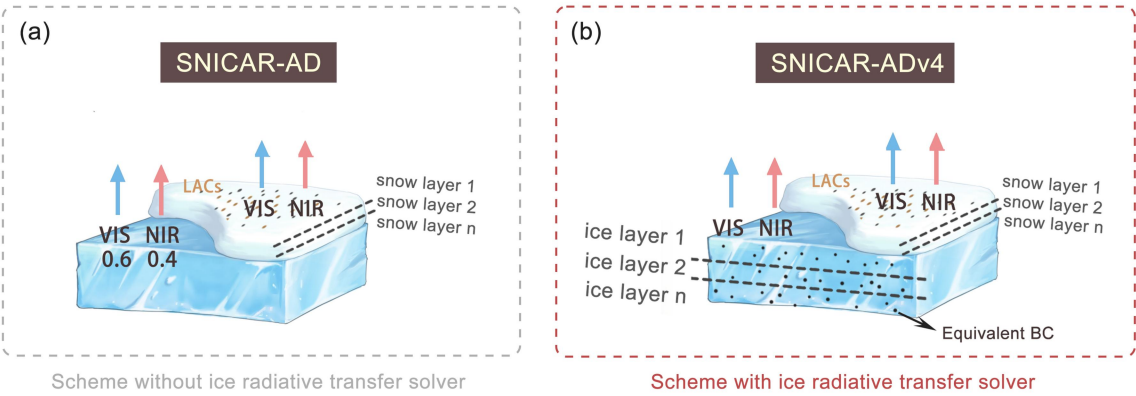 (a)
SNICAR-AD
LACs
VIS NIR
snow layer 1
snow layer 2
snow layer n
VIS NIR
0.6 0.4
Scheme without ice radiative transfer solver
(b)
SNICAR-ADv4
LACs
VIS NIR
snow layer 1
snow layer 2
snow layer n
VIS NIR
ice layer 1
ice layer 2
ice layer n
Equivalent BC
Scheme with ice radiative transfer solver